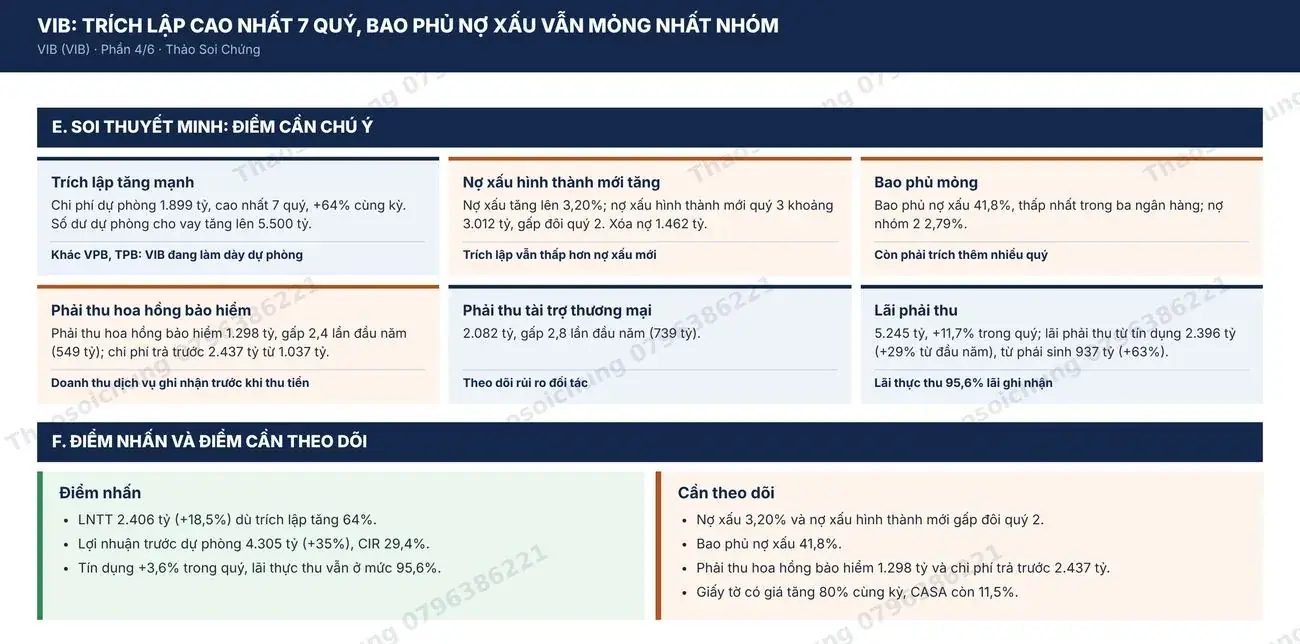 VIB: TRÍCH LẬP CAO NHẤT 7 QUÝ, BAO PHỦ NỢ XẤU VẪN MỎNG NHẤT NHÓM
VIB (VIB) · Phần 4/6 · Thảo Soi Chứng
E. SOI THUYẾT MINH: ĐIỂM CẦN CHÚ Ý
Trích lập tăng mạnh
Chi phí dự phòng 1.899 tỷ, cao nhất 7 quý, +64% cùng kỳ.
Số dư dự phòng cho vay tăng lên 5.500 tỷ.
Khác VPB, TPB: VIB đang làm dày dự phòng
Nợ xấu hình thành mới tăng
Nợ xấu tăng lên 3,20%; nợ xấu hình thành mới quý 3 khoảng
3.012 tỷ, gấp đôi quý 2. Xóa nợ 1.462 tỷ.
Trích lập vẫn thấp hơn nợ xấu mới
Bao phủ mỏng
Bao phủ nợ xấu 41,8%, thấp nhất trong ba ngân hàng; nợ
nhóm 2 2,79%.
Còn phải trích thêm nhiều quý
Phải thu hoa hồng bảo hiểm
Phải thu hoa hồng bảo hiểm 1.298 tỷ, gấp 2,4 lần đầu năm
(549 tỷ); chi phí trả trước 2.437 tỷ từ 1.037 tỷ.
Doanh thu dịch vụ ghi nhận trước khi thu tiền
Phải thu tài trợ thương mại
2.082 tỷ, gấp 2,8 lần đầu năm (739 tỷ).
Theo dõi rủi ro đối tác
Lãi phải thu
5.245 tỷ, +11,7% trong quý; lãi phải thu từ tín dụng 2.396 tỷ
(+29% từ đầu năm), từ phái sinh 937 tỷ (+63%).
Lãi thực thu 95,6% lãi ghi nhận
F. ĐIỂM NHẤN VÀ ĐIỂM CẦN THEO DÕI
Điểm nhấn
• LNTT 2.406 tỷ (+18,5%) dù trích lập tăng 64%.
• Lợi nhuận trước dự phòng 4.305 tỷ (+35%), CIR 29,4%.
• Tín dụng +3,6% trong quý, lãi thực thu vẫn ở mức 95,6%.
Cần theo dõi
• Nợ xấu 3,20% và nợ xấu hình thành mới gấp đôi quý 2.
• Bao phủ nợ xấu 41,8%.
• Phải thu hoa hồng bảo hiểm 1.298 tỷ và chi phí trả trước 2.437 tỷ.
• Giấy tờ có giá tăng 80% cùng kỳ, CASA còn 11,5%.
Thaosoichung 0796386221